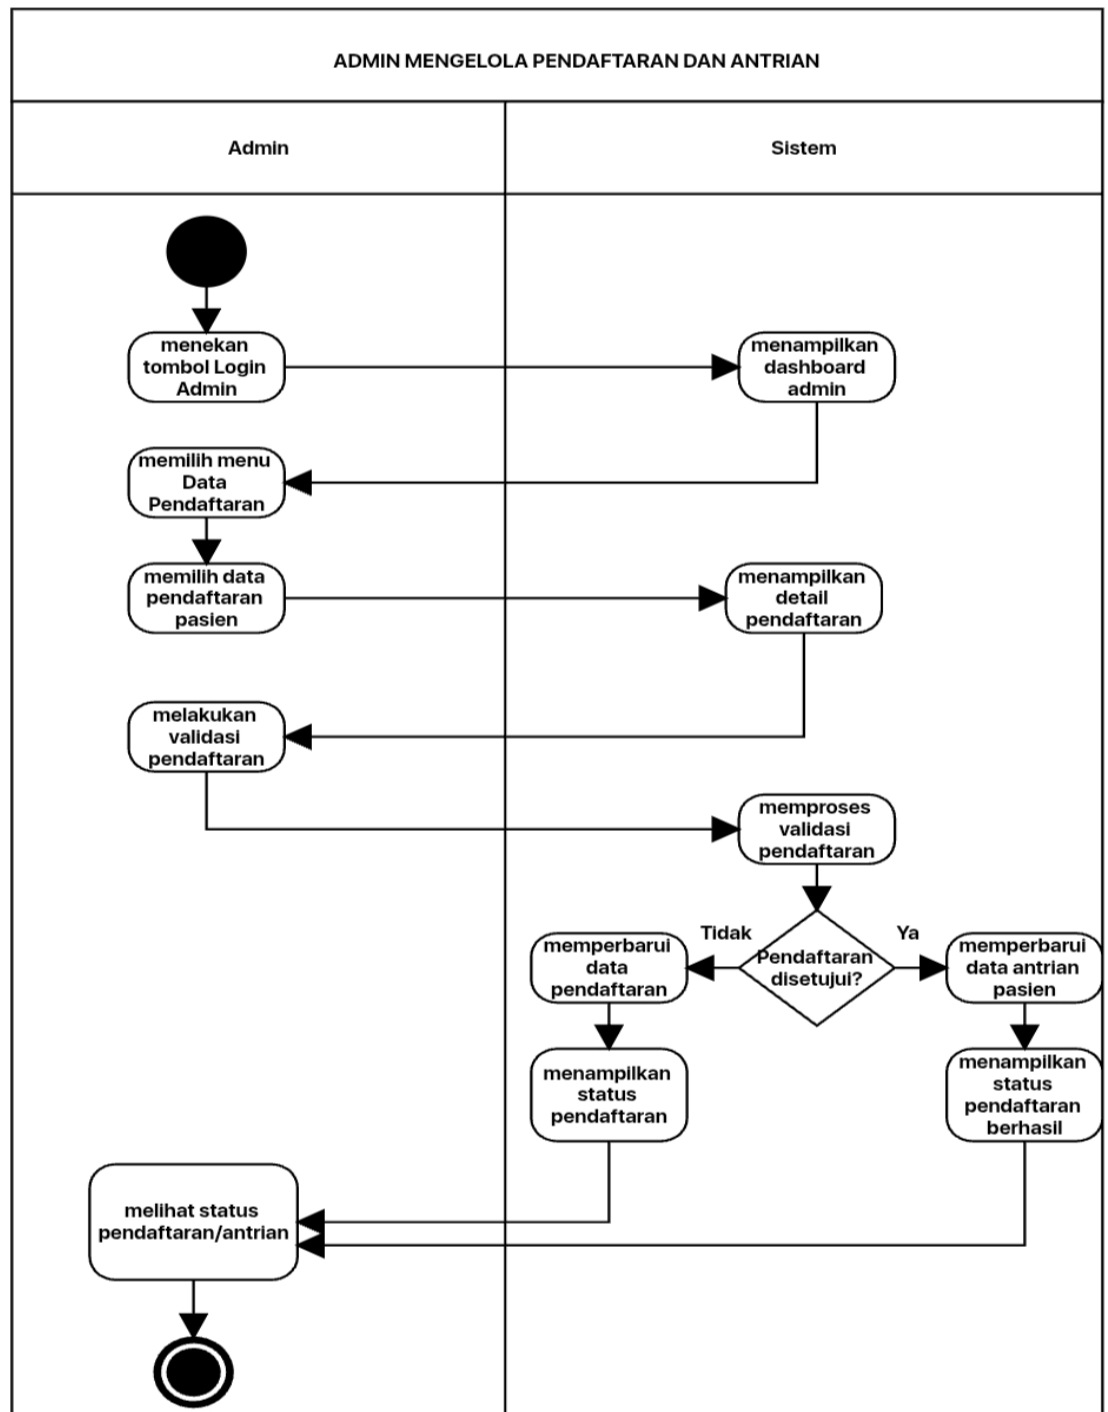 ADMIN MENGELOLA PENDAFTARAN DAN ANTRIAN
Admin
Sistem
menekan
tombol Login
Admin
menampilkan
dashboard
admin
memilih menu
Data
Pendaftaran
memilih data
pendaftaran
pasien
menampilkan
detail
pendaftaran
melakukan
validasi
pendaftaran
memproses
validasi
pendaftaran
Tidak
Ya
memperbarui
data
pendaftaran
Pendaftaran
disetujui?
memperbarui
data antrian
pasien
menampilkan
status
pendaftaran
menampilkan
status
pendaftaran
berhasil
melihat status
pendaftaran/antrian